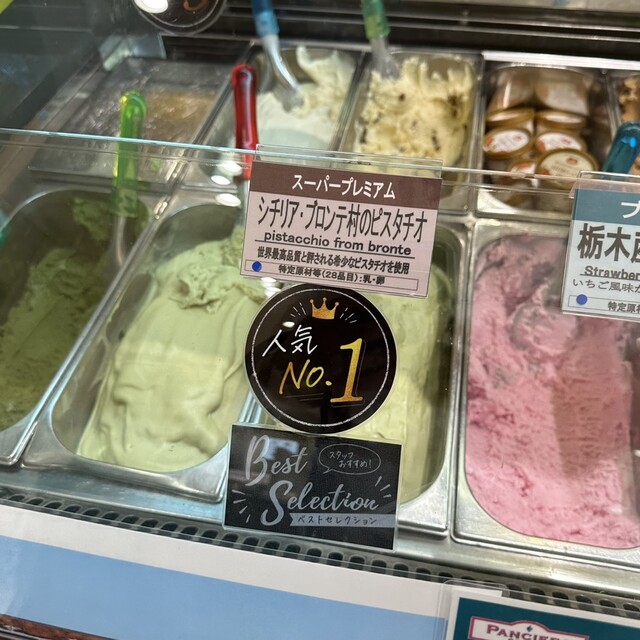 スーパープレミアム
シチリア・ブロンテ村のピスタチオ
pistacchio from bronte
世界最高品質と評される希少なピスタチオを使用
特定原材等(28品目):乳・卵
人気
No.1
Best
Selection
スタッフ
おすすめ!
ベストセレクション
プ
栃木
Strawber
いちご風味か
特定原材